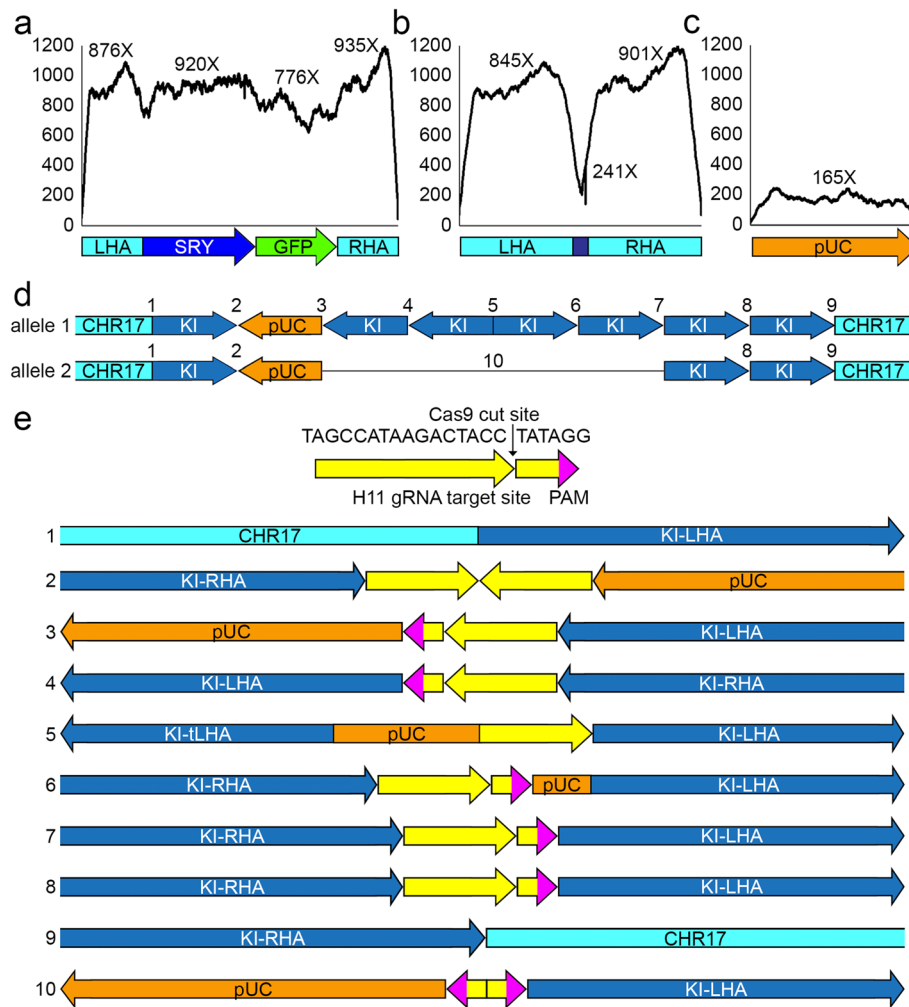 a
876X
920X
776X
935X
1200
1000
800
600
400
200
0
LHA SRY GFP RHA
b
845X
901X
241X
1200
1000
800
600
400
200
0
LHA RHA
c
1200
1000
800
600
400
200
0
165X
pUC
d
1 2 3 4 5 6 7 8 9
allele 1 CHR17 KI pUC KI KI KI KI KI KI CHR17
1 2 10 8 9
allele 2 CHR17 KI pUC KI KI CHR17
e
Cas9 cut site
TAGCCATAAGACTACC TATAGG
H11 gRNA target site PAM
1 CHR17 KI-LHA
2 KI-RHA pUC
3 pUC KI-LHA
4 KI-LHA KI-RHA
5 KI-tLHA pUC KI-LHA
6 KI-RHA pUC KI-LHA
7 KI-RHA KI-LHA
8 KI-RHA KI-LHA
9 KI-RHA CHR17
10 pUC KI-LHA